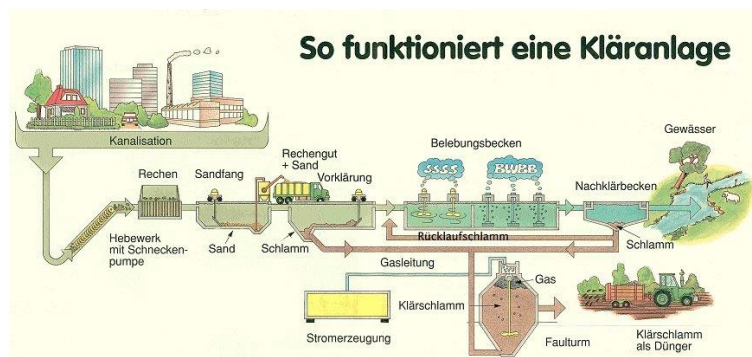 So funktioniert eine Kläranlage
Kanalisation
Gewässer
Belebungsbecken
SSSS
Rechengut
+ Sand
Rechen
Sandfang
Vorklärung
Nachklärbecken
Hebewerk
mit Schnecken-
pumpe
Sand
Schlamm
Rücklaufschlamm
Schlamm
Gasleitung
Gas
Klärschlamm
Stromerzeugung
Faulturm
Klärschlamm
als Dünger